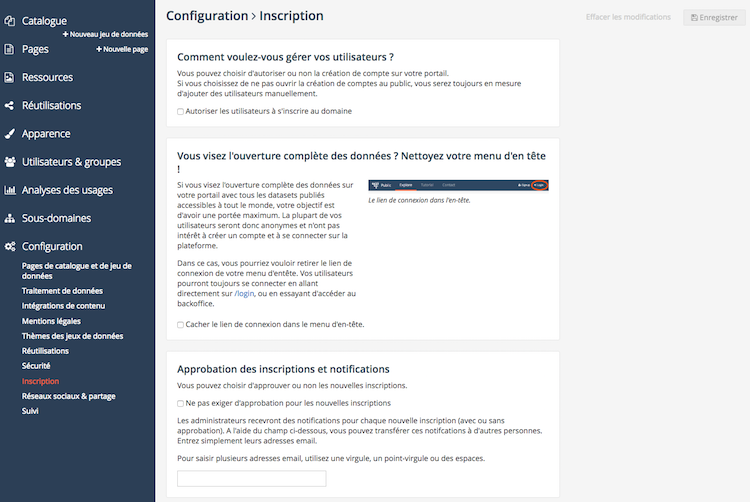 Catalogue
+ Nouveau jeu de données
Pages
+ Nouvelle page
Ressources
Réutilisations
Apparence
Utilisateurs & groupes
Analyses des usages
Sous-domaines
Configuration
Pages de catalogue et de jeu de
données
Traitement de données
Intégrations de contenu
Mentions légales
Thèmes des jeux de données
Réutilisations
Sécurité
Inscription
Réseaux sociaux & partage
Suivi
Configuration > Inscription
Effacer les modifications
Enregistrer
Comment voulez-vous gérer vos utilisateurs ?
Vous pouvez choisir d'autoriser ou non la création de compte sur votre portail.
Si vous choisissez de ne pas ouvrir la création de comptes au public, vous serez toujours en mesure
d'ajouter des utilisateurs manuellement.
Autoriser les utilisateurs à s'inscrire au domaine
Vous visez l'ouverture complète des données ? Nettoyez votre menu d'en tête
!
Si vous visez l'ouverture complète des données sur
votre portail avec tous les datasets publiés
accessibles à tout le monde, votre objectif est
d'avoir une portée maximum. La plupart de vos
utilisateurs seront donc anonymes et n'ont pas
intérêt à créer un compte et à se connecter sur la
plateforme.
Dans ce cas, vous pourriez vouloir retirer le lien de
connexion de votre menu d'entête. Vos utilisateurs
pourront toujours se connecter en allant
directement sur /login, ou en essayant d'accéder au
backoffice.
Public Explore Tutorial Contact Login
Le lien de connexion dans l'en-tête.
Cacher le lien de connexion dans le menu d'en-tête.
Approbation des inscriptions et notifications
Vous pouvez choisir d'approuver ou non les nouvelles inscriptions.
Ne pas exiger d'approbation pour les nouvelles inscriptions
Les administrateurs recevront des notifications pour chaque nouvelle inscription (avec ou sans
approbation). A l'aide du champ ci-dessous, vous pouvez transférer ces notifcations à d'autres personnes.
Entrez simplement leurs adresses email.
Pour saisir plusieurs adresses email, utilisez une virgule, un point-virgule ou des espaces.